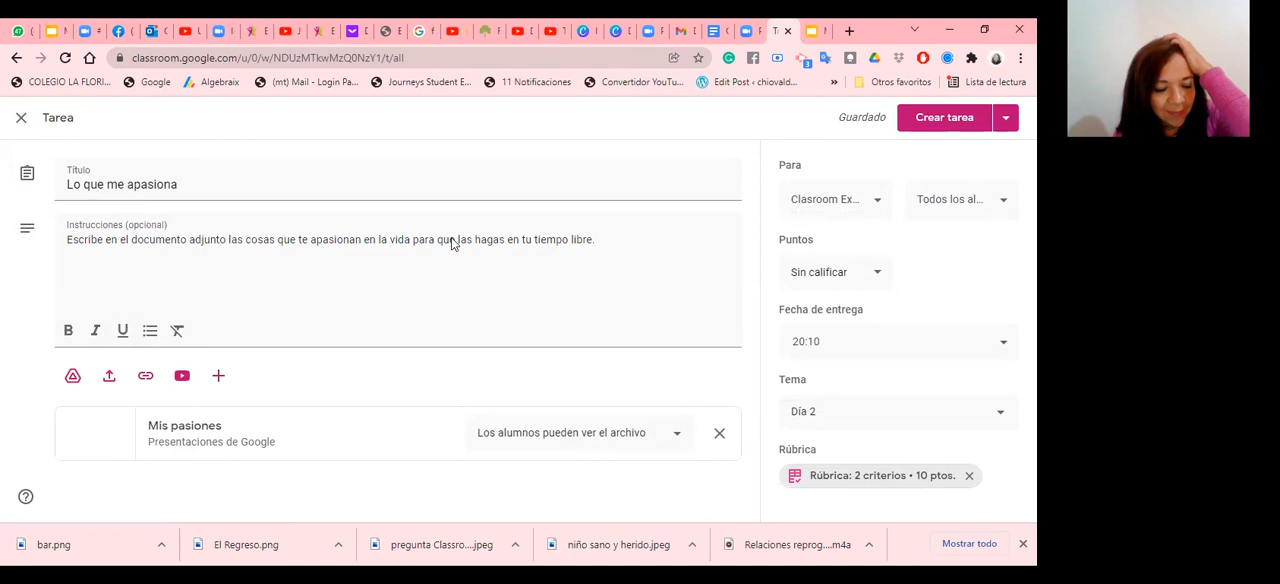 classroom.google.com/u/0/w/NDUzMTkwMzQ0NzY1/t/all
COLEGIO LA FLORI...
Google
Algebraix
(mt) Mail - Login Pa...
Journeys Student E...
11 Notificaciones
Convertidor YouTu...
Edit Post ‹ chiovald...
»
Otros favoritos
Lista de lectura
Tarea
Guardado
Crear tarea
Título
Lo que me apasiona
Instrucciones (opcional)
Escribe en el documento adjunto las cosas que te apasionan en la vida para que las hagas en tu tiempo libre.
B I U
Mis pasiones
Presentaciones de Google
Los alumnos pueden ver el archivo
Para
Clasroom Ex...
Todos los al...
Puntos
Sin calificar
Fecha de entrega
20:10
Tema
Día 2
Rúbrica
Rúbrica: 2 criterios • 10 ptos.
bar.png
El Regreso.png
pregunta Classro....jpeg
niño sano y herido.jpeg
Relaciones reprog....m4a
Mostrar todo